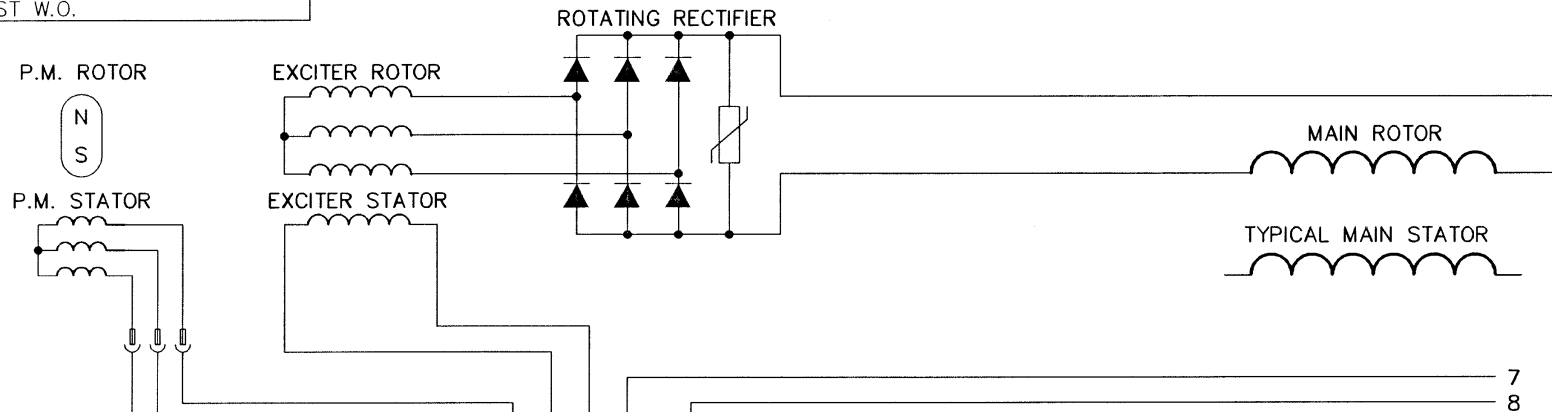 ST W.O.
ROTATING RECTIFIER
P.M. ROTOR
EXCITER ROTOR
N
S
MAIN ROTOR
P.M. STATOR
EXCITER STATOR
TYPICAL MAIN STATOR
7
8